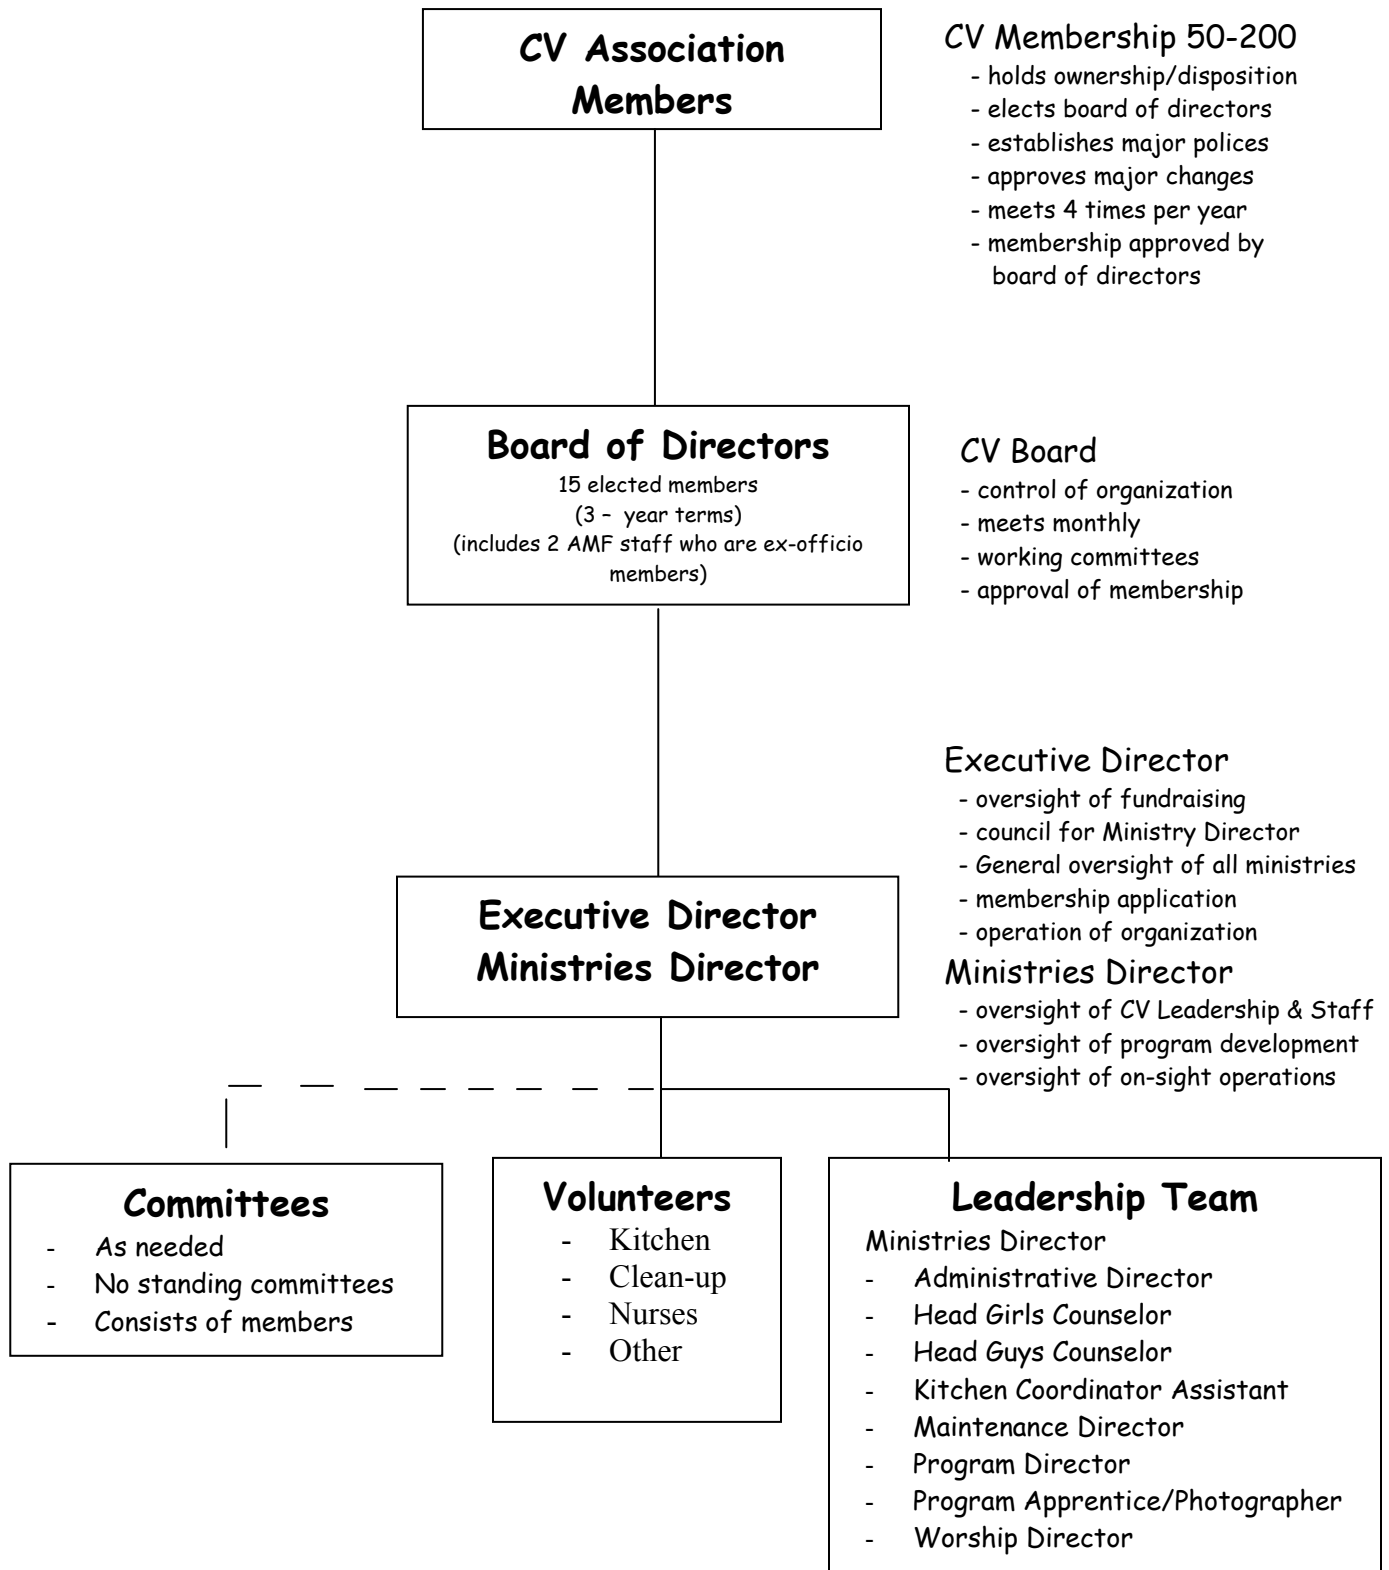 CV Association
Members
CV Membership 50-200
- holds ownership/disposition
- elects board of directors
- establishes major polices
- approves major changes
- meets 4 times per year
- membership approved by
board of directors
Board of Directors
15 elected members
(3 – year terms)
(includes 2 AMF staff who are ex-officio
members)
CV Board
- control of organization
- meets monthly
- working committees
- approval of membership
Executive Director
Ministries Director
Executive Director
- oversight of fundraising
- council for Ministry Director
- General oversight of all ministries
- membership application
- operation of organization
Ministries Director
- oversight of CV Leadership & Staff
- oversight of program development
- oversight of on-sight operations
Committees
- As needed
- No standing committees
- Consists of members
Volunteers
- Kitchen
- Clean-up
- Nurses
- Other
Leadership Team
Ministries Director
- Administrative Director
- Head Girls Counselor
- Head Guys Counselor
- Kitchen Coordinator Assistant
- Maintenance Director
- Program Director
- Program Apprentice/Photographer
- Worship Director